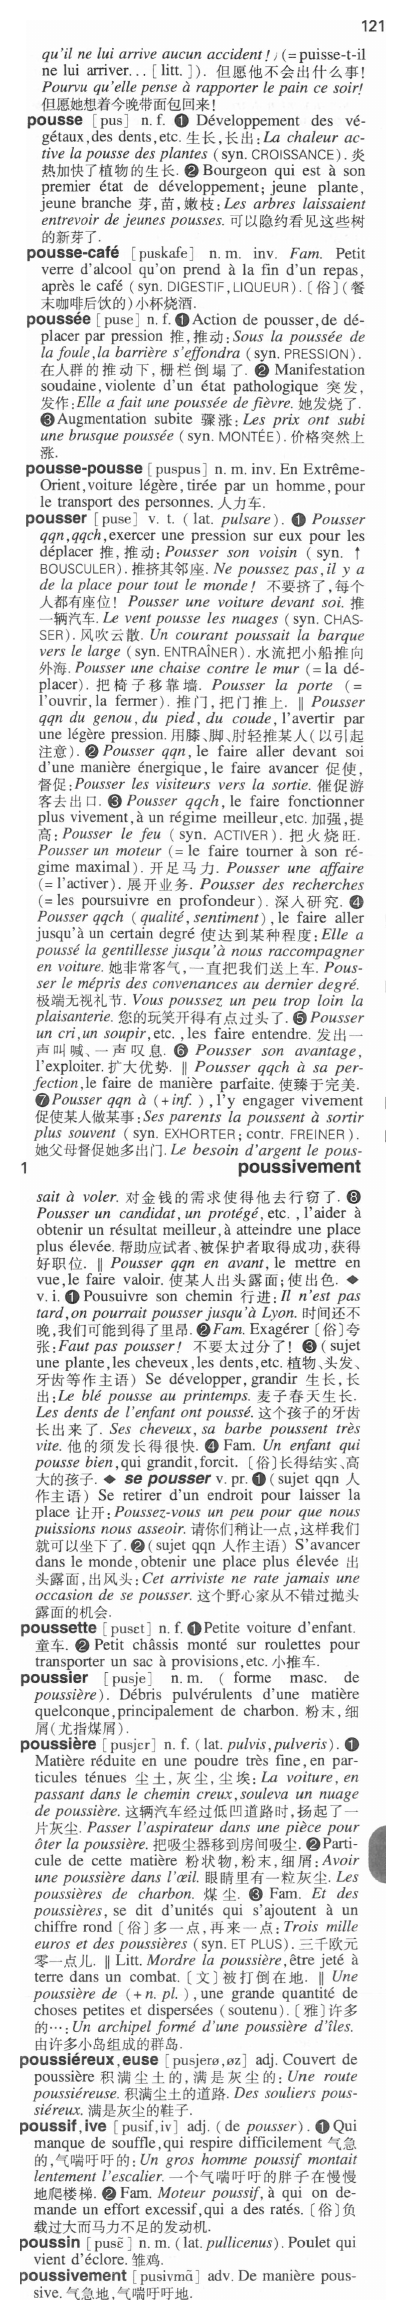 121
qu'il ne lui arrive aucun accident! (= puisse-t-il
ne lui arriver... [litt.]). 但愿他不会出什么事!
Pourvu qu'elle pense à rapporter le pain ce soir!
但愿她想着今晚带面包回来!
pousse [pus] n. f. ❶ Développement des vé-
gétaux, des dents, etc. 生长,长出: La chaleur ac-
tive la pousse des plantes (syn. CROISSANCE). 炎
热加快了植物的生长. ❷ Bourgeon qui est à son
premier état de développement; jeune plante,
jeune branche 芽,苗,嫩枝: Les arbres laissaient
entrevoir de jeunes pousses. 可以隐约看见这些树
的新芽了.
pousse-café [puskafe] n. m. inv. Fam. Petit
verre d'alcool qu'on prend à la fin d'un repas,
après le café (syn. DIGESTIF, LIQUEUR). [俗](餐
末咖啡后饮的)小杯烧酒.
poussée [puse] n. f. ❶ Action de pousser, de dé-
placer par pression 推,推动: Sous la poussée de
la foule, la barrière s'effondra (syn. PRESSION).
在人群的推动下,栅栏倒塌了. ❷ Manifestation
soudaine, violente d'un état pathologique 突发,
发作: Elle a fait une poussée de fièvre. 她发烧了.
❸ Augmentation subite 骤涨: Les prix ont subi
une brusque poussée (syn. MONTÉE). 价格突然上
涨.
pousse-pousse [puspus] n. m. inv. En Extrême-
Orient, voiture légère, tirée par un homme, pour
le transport des personnes. 人力车.
pousser [puse] v. t. (lat. pulsare). ❶ Pousser
qqn, qqch, exercer une pression sur eux pour les
déplacer 推,推动: Pousser son voisin (syn. ↑
BOUSCULER). 推挤其邻座. Ne poussez pas, il y a
de la place pour tout le monde! 不要挤了,每个
人都有座位! Pousser une voiture devant soi. 推
一辆汽车. Le vent pousse les nuages (syn. CHAS-
SER). 风吹云散. Un courant poussait la barque
vers le large (syn. ENTRAÎNER). 水流把小船推向
外海. Pousser une chaise contre le mur (= la dé-
placer). 把椅子移靠墙. Pousser la porte (=
l'ouvrir, la fermer). 推门,把门推上. ‖ Pousser
qqn du genou, du pied, du coude, l'avertir par
une légère pression. 用膝、脚、肘轻推某人(以引起
注意). ❷ Pousser qqn, le faire aller devant soi
d'une manière énergique, le faire avancer 促使,
督促: Pousser les visiteurs vers la sortie. 催促游
客去出口. ❸ Pousser qqch, le faire fonctionner
plus vivement, à un régime meilleur, etc. 加强,提
高: Pousser le feu (syn. ACTIVER). 把火烧旺.
Pousser un moteur (= le faire tourner à son ré-
gime maximal). 开足马力. Pousser une affaire
(= l'activer). 展开业务. Pousser des recherches
(= les poursuivre en profondeur). 深入研究. ❹
Pousser qqch (qualité, sentiment), le faire aller
jusqu'à un certain degré 使达到某种程度: Elle a
poussé la gentillesse jusqu'à nous raccompagner
en voiture. 她非常客气,一直把我们送上车. Pous-
ser le mépris des convenances au dernier degré.
极端无视礼节. Vous poussez un peu trop loin la
plaisanterie. 您的玩笑开得有点过头了. ❺ Pousser
un cri, un soupir, etc., les faire entendre. 发出一
声叫喊、一声叹息. ❻ Pousser son avantage,
l'exploiter. 扩大优势. ‖ Pousser qqch à sa per-
fection, le faire de manière parfaite. 使臻于完美.
❼ Pousser qqn à (+ inf.), l'y engager vivement
促使某人做某事: Ses parents la poussent à sortir
plus souvent (syn. EXHORTER; contr. FREINER).
她父母督促她多出门. Le besoin d'argent le pous-
1 poussivement
sait à voler. 对金钱的需求使得他去行窃了. ❽
Pousser un candidat, un protégé, etc., l'aider à
obtenir un résultat meilleur, à atteindre une place
plus élevée. 帮助应试者、被保护者取得成功,获得
好职位. ‖ Pousser qqn en avant, le mettre en
vue, le faire valoir. 使某人出头露面;使出色. ◆
v. i. ❶ Pousuivre son chemin 行进: Il n'est pas
tard, on pourrait pousser jusqu'à Lyon. 时间还不
晚,我们可能到得了里昂. ❷ Fam. Exagérer [俗]夸
张: Faut pas pousser! 不要太过分了! ❸ (sujet
une plante, les cheveux, les dents, etc. 植物、头发、
牙齿等作主语) Se développer, grandir 生长,长
出: Le blé pousse au printemps. 麦子春天生长.
Les dents de l'enfant ont poussé. 这个孩子的牙齿
长出来了. Ses cheveux, sa barbe poussent très
vite. 他的须发长得很快. ❹ Fam. Un enfant qui
pousse bien, qui grandit, forcit. [俗]长得结实、高
大的孩子. ◆ se pousser v. pr. ❶ (sujet qqn 人
作主语) Se retirer d'un endroit pour laisser la
place 让开: Poussez-vous un peu pour que nous
puissions nous asseoir. 请你们稍让一点,这样我们
就可以坐下了. ❷ (sujet qqn 人作主语) S'avancer
dans le monde, obtenir une place plus élevée 出
头露面,出风头: Cet arriviste ne rate jamais une
occasion de se pousser. 这个野心家从不错过抛头
露面的机会.
poussette [pusɛt] n. f. ❶ Petite voiture d'enfant.
童车. ❷ Petit châssis monté sur roulettes pour
transporter un sac à provisions, etc. 小推车.
poussier [pusje] n. m. (forme masc. de
poussière). Débris pulvérulents d'une matière
quelconque, principalement de charbon. 粉末,细
屑(尤指煤屑).
poussière [pusjɛr] n. f. (lat. pulvis, pulveris). ❶
Matière réduite en une poudre très fine, en par-
ticules ténues 尘土,灰尘,尘埃: La voiture, en
passant dans le chemin creux, souleva un nuage
de poussière. 这辆汽车经过低凹道路时,扬起了一
片灰尘. Passer l'aspirateur dans une pièce pour
ôter la poussière. 把吸尘器移到房间吸尘. ❷ Parti-
cule de cette matière 粉状物,粉末,细屑: Avoir
une poussière dans l'œil. 眼睛里有一粒灰尘. Les
poussières de charbon. 煤尘. ❸ Fam. Et des
poussières, se dit d'unités qui s'ajoutent à un
chiffre rond [俗]多一点,再来一点: Trois mille
euros et des poussières (syn. ET PLUS). 三千欧元
零一点儿. ‖ Litt. Mordre la poussière, être jeté à
terre dans un combat. [文]被打倒在地. ‖ Une
poussière de (+ n. pl.), une grande quantité de
choses petites et dispersées (soutenu). [雅]许多
的…: Un archipel formé d'une poussière d'îles.
由许多小岛组成的群岛.
poussiéreux, euse [pusjerø, øz] adj. Couvert de
poussière 积满尘土的,满是灰尘的: Une route
poussiéreuse. 积满尘土的道路. Des souliers pous-
siéreux. 满是灰尘的鞋子.
poussif, ive [pusif, iv] adj. (de pousser). ❶ Qui
manque de souffle, qui respire difficilement 气急
的,气喘吁吁的: Un gros homme poussif montait
lentement l'escalier. 一个气喘吁吁的胖子在慢慢
地爬楼梯. ❷ Fam. Moteur poussif, à qui on de-
mande un effort excessif, qui a des ratés. [俗]负
载过大而马力不足的发动机.
poussin [pusɛ̃] n. m. (lat. pullicenus). Poulet qui
vient d'éclore. 雏鸡.
poussivement [pusivmɑ̃] adv. De manière pous-
sive. 气急地,气喘吁吁地.